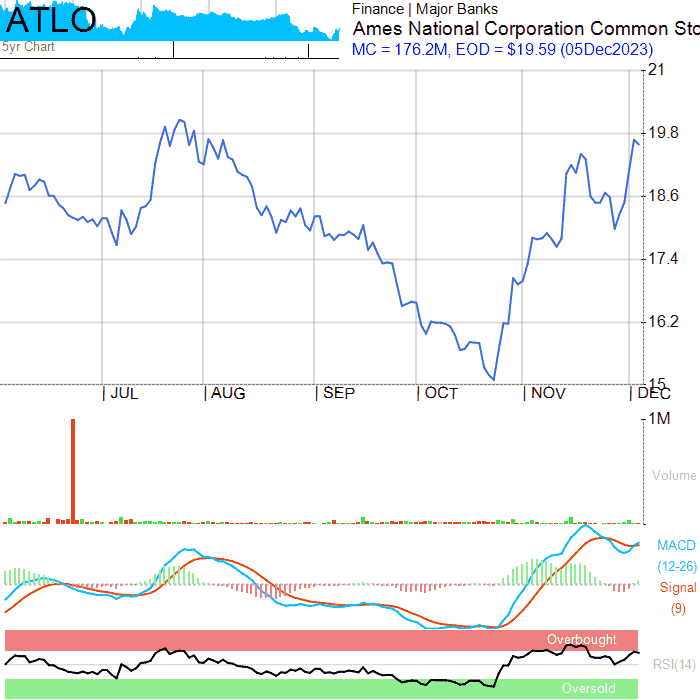 ATLO
5yr Chart
Finance | Major Banks
Ames National Corporation Common Sto
MC = 176.2M, EOD = $19.59 (05Dec2023)
21
19.8
18.6
17.4
16.2
15
JUL AUG SEP OCT NOV DEC
1M
Volume
MACD
(12-26)
Signal
(9)
Overbought
RSI(14)
Oversold